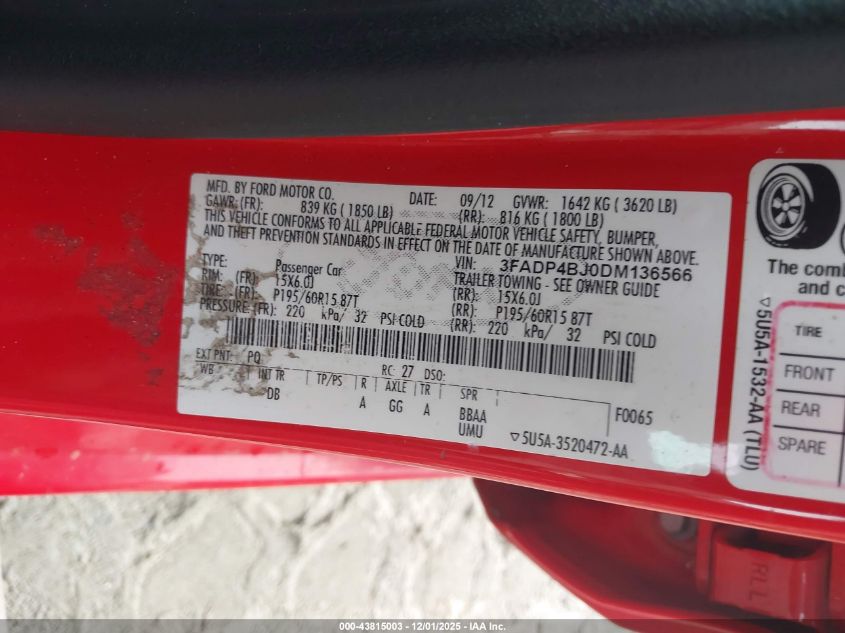 MFD. BY FORD MOTOR CO. DATE: 09/12 GVWR: 1642 KG ( 3620 LB)
GAWR:(FR): 839 KG ( 1850 LB) (RR): 816 KG ( 1800 LB)
THIS VEHICLE CONFORMS TO ALL APPLICABLE FEDERAL MOTOR VEHICLE SAFETY, BUMPER,
AND THEFT PREVENTION STANDARDS IN EFFECT ON THE DATE OF MANUFACTURE SHOWN ABOVE.
VIN: 3FADP4BJ0DM136566
TYPE: Passenger Car TRAILER TOWING - SEE OWNER GUIDE
RIM: (FR) 15X6.0J (RR): 15X6.0J
TIRE: (FR) P195/60R15 87T (RR): P195/60R15 87T
PRESSURE: (FR): 220 kPa/ 32 PSI COLD (RR): 220 kPa/ 32 PSI COLD
EXT PNT: PQ RC: 27 DSO:
WB INT TR TP/PS R AXLE TR SPR
DB A GG A BBAA F0065
UMU ▽5U5A-3520472-AA
The comb
and c
▽5U5A-1532-AA (TLU)
TIRE
FRONT
REAR
SPARE
RLL
000-43815003 - 12/01/2025 - IAA Inc.